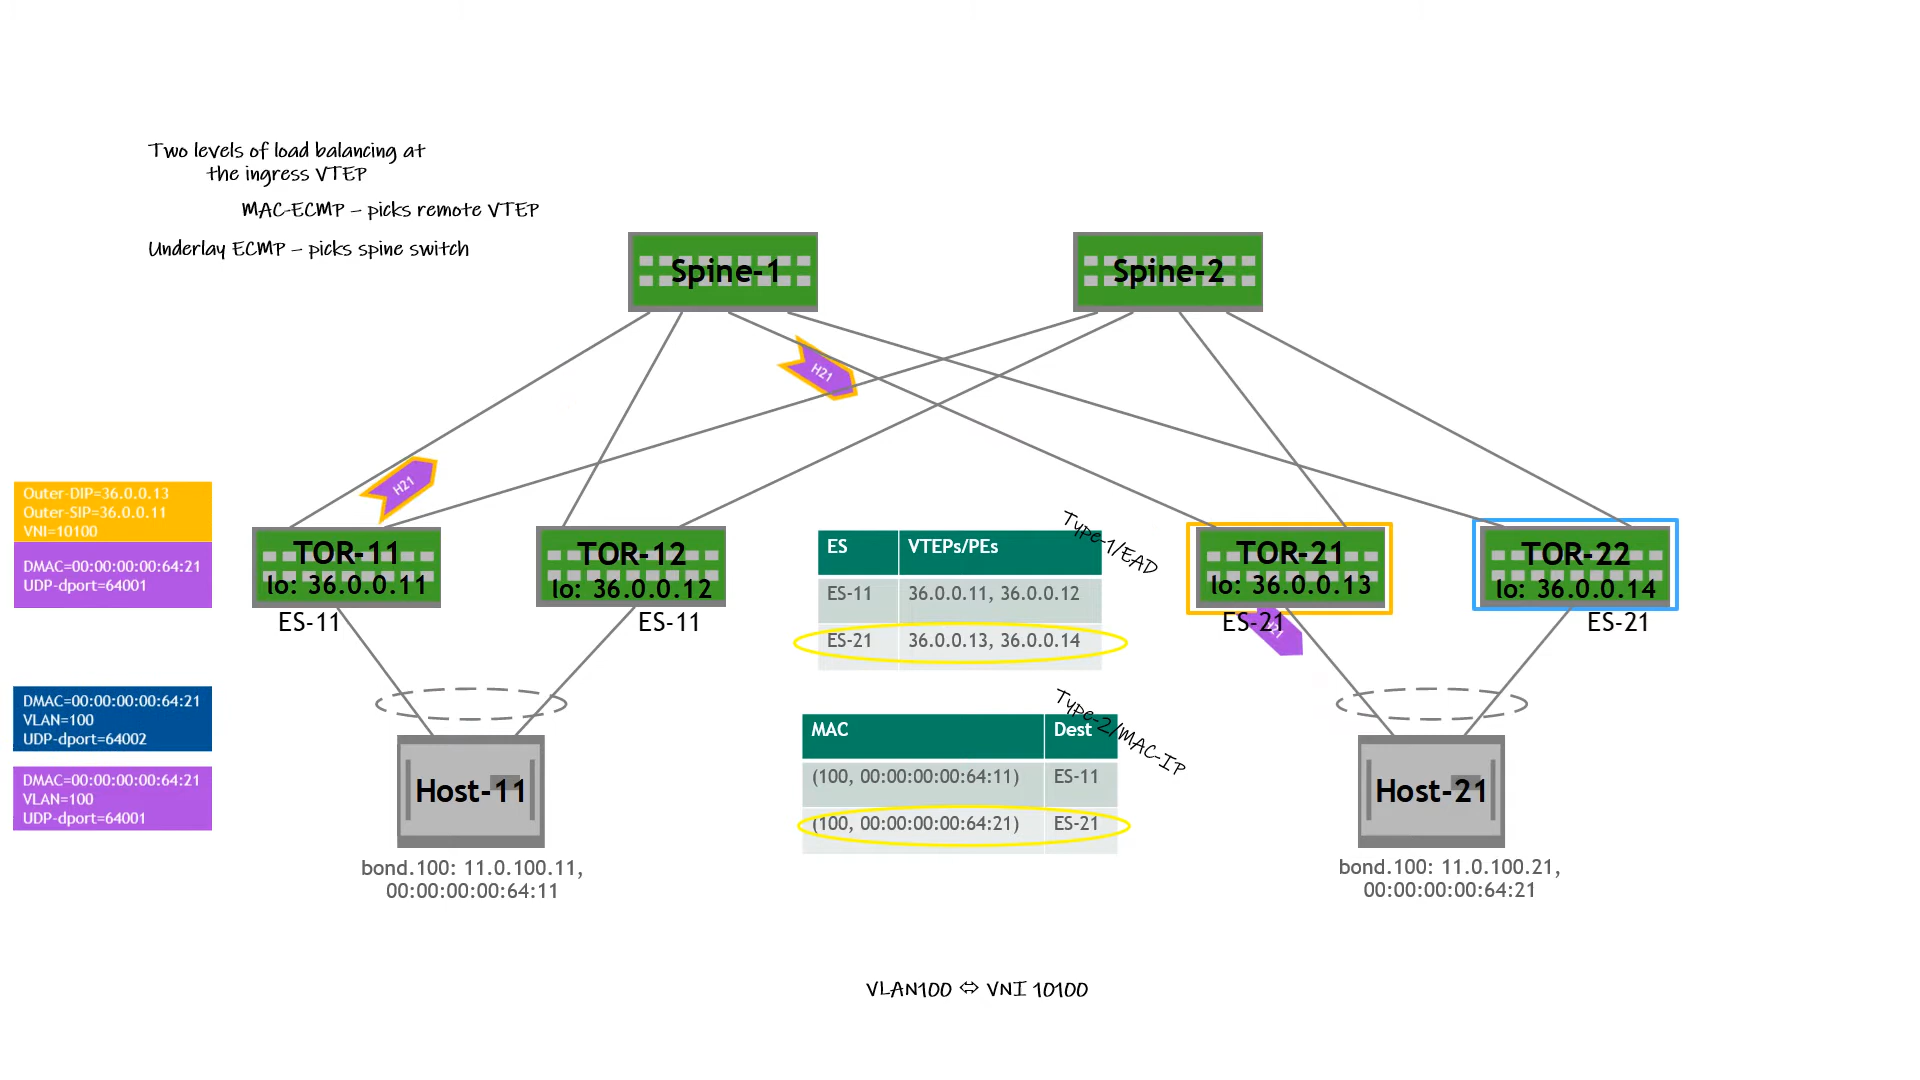 Two levels of load balancing at
the ingress VTEP
MAC-ECMP – picks remote VTEP
Underlay ECMP – picks spine switch
Spine-1
Spine-2
H21
H21
Outer-DIP=36.0.0.13
Outer-SIP=36.0.0.11
VNI=10100
DMAC=00:00:00:00:64:21
UDP-dport=64001
TOR-11
lo: 36.0.0.11
ES-11
TOR-12
lo: 36.0.0.12
ES-11
Type-1/EAD
ES VTEPs/PEs
ES-11 36.0.0.11, 36.0.0.12
ES-21 36.0.0.13, 36.0.0.14
TOR-21
lo: 36.0.0.13
ES-21
H21
TOR-22
lo: 36.0.0.14
ES-21
DMAC=00:00:00:00:64:21
VLAN=100
UDP-dport=64002
DMAC=00:00:00:00:64:21
VLAN=100
UDP-dport=64001
Type-2/MAC-IP
MAC Dest
(100, 00:00:00:00:64:11) ES-11
(100, 00:00:00:00:64:21) ES-21
Host-11
bond.100: 11.0.100.11,
00:00:00:00:64:11
Host-21
bond.100: 11.0.100.21,
00:00:00:00:64:21
VLAN100 ⇔ VNI 10100